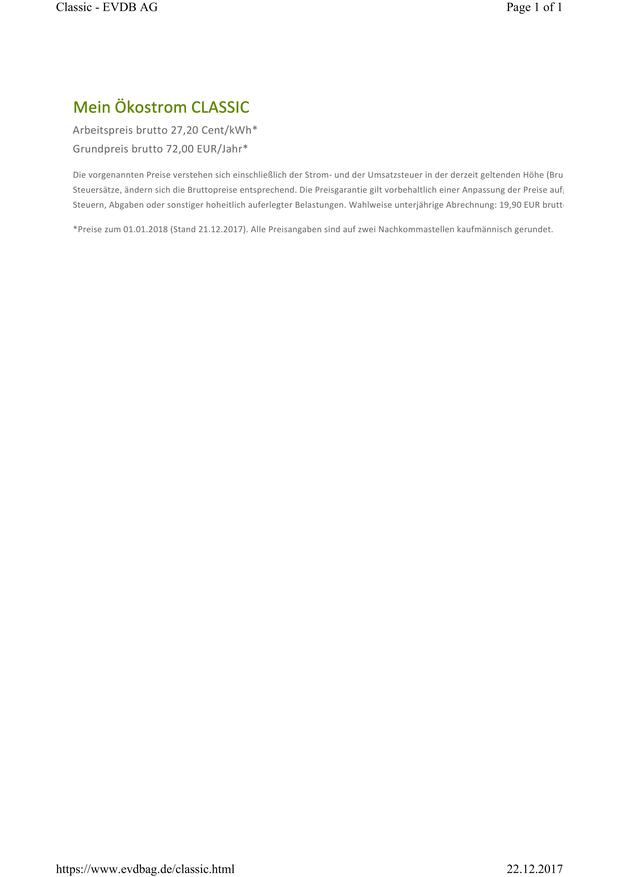 Classic - EVDB AG Page 1 of 1
Mein Ökostrom CLASSIC
Arbeitspreis brutto 27,20 Cent/kWh*
Grundpreis brutto 72,00 EUR/Jahr*
Die vorgenannten Preise verstehen sich einschließlich der Strom- und der Umsatzsteuer in der derzeit geltenden Höhe (Bru
Steuersätze, ändern sich die Bruttopreise entsprechend. Die Preisgarantie gilt vorbehaltlich einer Anpassung der Preise auf
Steuern, Abgaben oder sonstiger hoheitlich auferlegter Belastungen. Wahlweise unterjährige Abrechnung: 19,90 EUR brutt
*Preise zum 01.01.2018 (Stand 21.12.2017). Alle Preisangaben sind auf zwei Nachkommastellen kaufmännisch gerundet.
https://www.evdbag.de/classic.html 22.12.2017